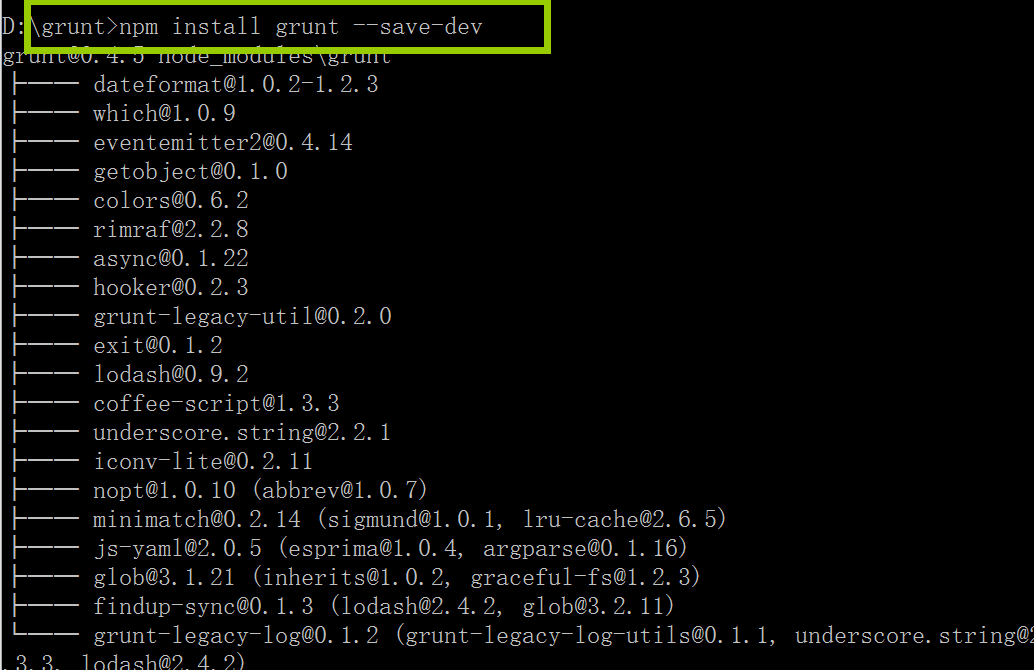 D:\grunt>npm install grunt --save-dev
grunt@0.4.5 node_modules\grunt
├──── dateformat@1.0.2-1.2.3
├──── which@1.0.9
├──── eventemitter2@0.4.14
├──── getobject@0.1.0
├──── colors@0.6.2
├──── rimraf@2.2.8
├──── async@0.1.22
├──── hooker@0.2.3
├──── grunt-legacy-util@0.2.0
├──── exit@0.1.2
├──── lodash@0.9.2
├──── coffee-script@1.3.3
├──── underscore.string@2.2.1
├──── iconv-lite@0.2.11
├──── nopt@1.0.10 (abbrev@1.0.7)
├──── minimatch@0.2.14 (sigmund@1.0.1, lru-cache@2.6.5)
├──── js-yaml@2.0.5 (esprima@1.0.4, argparse@0.1.16)
├──── glob@3.1.21 (inherits@1.0.2, graceful-fs@1.2.3)
├──── findup-sync@0.1.3 (lodash@2.4.2, glob@3.2.11)
└──── grunt-legacy-log@0.1.2 (grunt-legacy-log-utils@0.1.1, underscore.string@2
.3.3, lodash@2.4.2)